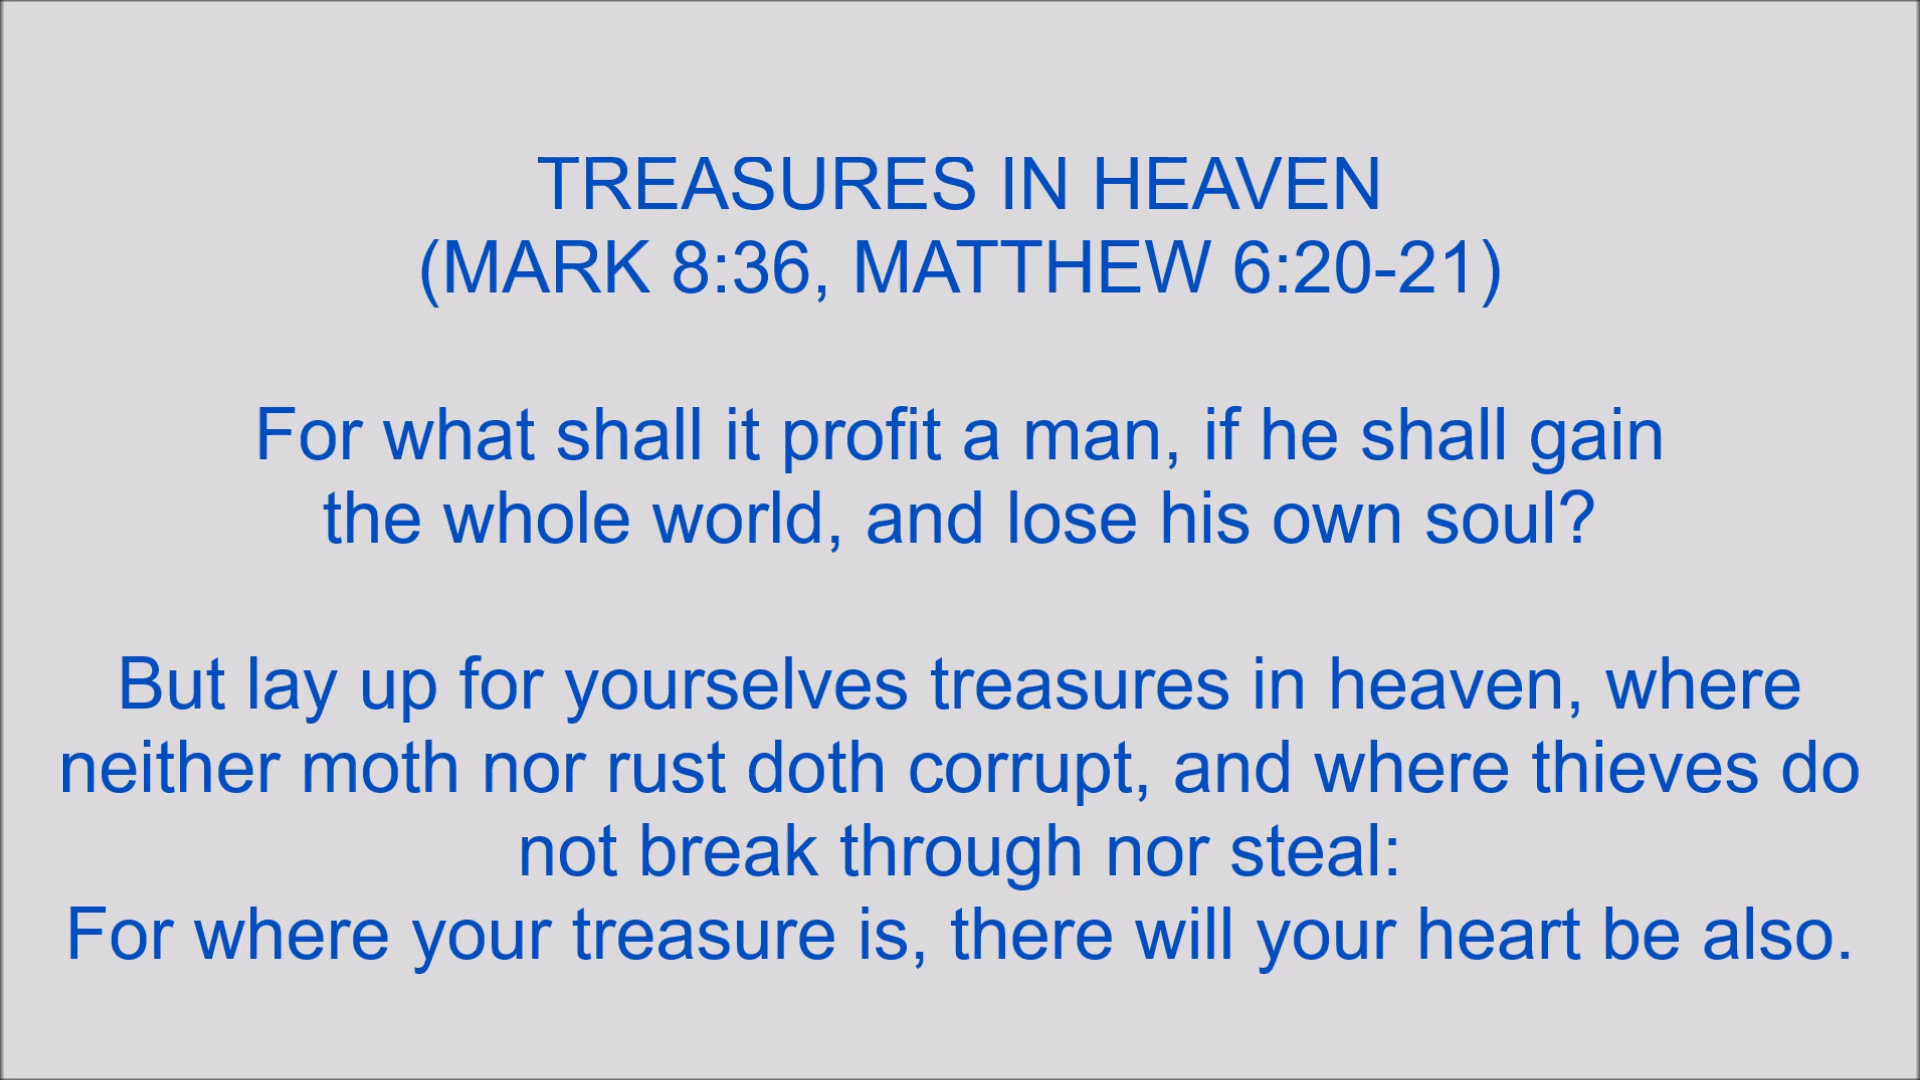 TREASURES IN HEAVEN
(MARK 8:36, MATTHEW 6:20-21)
For what shall it profit a man, if he shall gain
the whole world, and lose his own soul?
But lay up for yourselves treasures in heaven, where
neither moth nor rust doth corrupt, and where thieves do
not break through nor steal:
For where your treasure is, there will your heart be also.